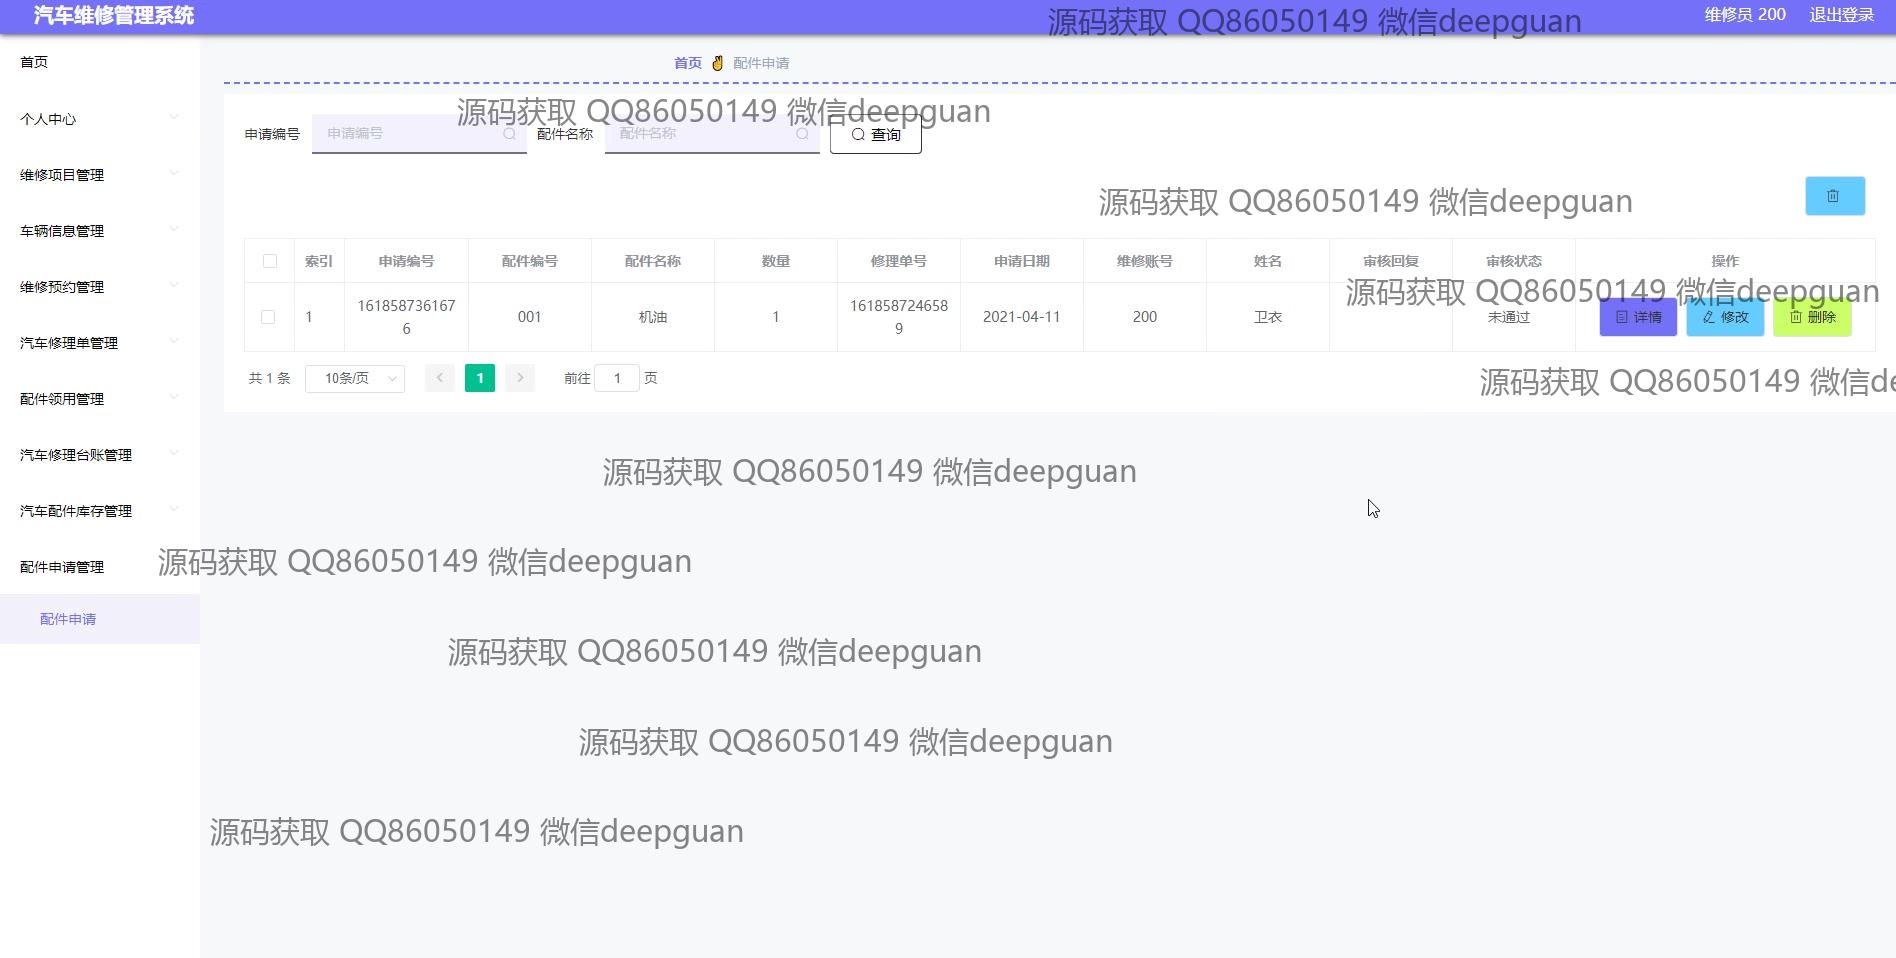 汽车维修管理系统
维修员 200 退出登录
源码获取 QQ86050149 微信deepguan
首页
个人中心
维修项目管理
车辆信息管理
维修预约管理
汽车修理单管理
配件领用管理
汽车修理台账管理
汽车配件库存管理
配件申请管理
配件申请
首页 ✌ 配件申请
源码获取 QQ86050149 微信deepguan
申请编号 申请编号 配件名称 配件名称 查询
源码获取 QQ86050149 微信deepguan
索引 申请编号 配件编号 配件名称 数量 修理单号 申请日期 维修账号 姓名 审核回复 审核状态 操作
源码获取 QQ86050149 微信deepguan
1 1618587361676 001 机油 1 1618587246589 2021-04-11 200 卫衣 未通过 详情 修改 删除
共 1 条 10条/页 1 前往 1 页
源码获取 QQ86050149 微信de
源码获取 QQ86050149 微信deepguan
源码获取 QQ86050149 微信deepguan
源码获取 QQ86050149 微信deepguan
源码获取 QQ86050149 微信deepguan
源码获取 QQ86050149 微信deepguan